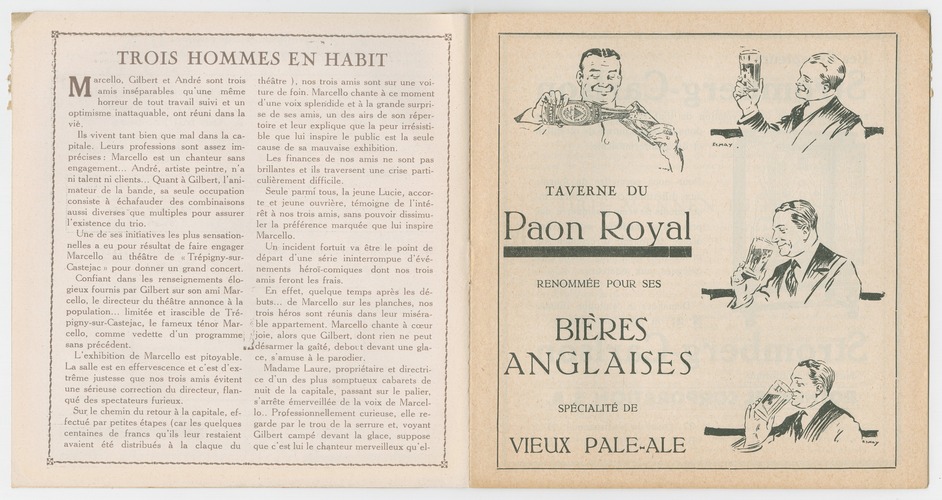 TROIS HOMMES EN HABIT
Marcello, Gilbert et André sont trois
amis inséparables qu'une même
horreur de tout travail suivi et un
optimisme inattaquable, ont réuni dans la
vie.
Ils vivent tant bien que mal dans la ca-
pitale. Leurs professions sont assez im-
précises : Marcello est un chanteur sans
engagement... André, artiste peintre, n'a
ni talent ni clients... Quant à Gilbert, l'ani-
mateur de la bande, sa seule occupation
consiste à échafauder des combinaisons
aussi diverses que multiples pour assurer
l'existence du trio.
Une de ses initiatives les plus sensation-
nelles a eu pour résultat de faire engager
Marcello au théâtre de « Trépigny-sur-
Castejac » pour donner un grand concert.
Confiant dans les renseignements élo-
gieux fournis par Gilbert sur son ami Mar-
cello, le directeur du théâtre annonce à la
population... limitée et irascible de Tré-
pigny-sur-Castejac, le fameux ténor Mar-
cello, comme vedette d'un programme
sans précédent.
L'exhibition de Marcello est pitoyable.
La salle est en effervescence et c'est d'ex-
trême justesse que nos trois amis évitent
une sérieuse correction du directeur, flan-
qué des spectateurs furieux.
Sur le chemin du retour à la capitale, ef-
fectué par petites étapes (car les quelques
centaines de francs qu'ils leur restaient
avaient été distribués à la claque du
théâtre ), nos trois amis sont sur une voi-
ture de foin. Marcello chante à ce moment
d'une voix splendide et à la grande surpri-
se de ses amis, un des airs de son réper-
toire et leur explique que la peur irrésisti-
ble que lui inspire le public est la seule
cause de sa mauvaise exhibition.
Les finances de nos amis ne sont pas
brillantes et ils traversent une crise parti-
culièrement difficile.
Seule parmi tous, la jeune Lucie, accor-
te et jeune ouvrière, témoigne de l'inté-
rêt à nos trois amis, sans pouvoir dissimu-
ler la préférence marquée que lui inspire
Marcello.
Un incident fortuit va être le point de
départ d'une série ininterrompue d'évé-
nements héroï-comiques dont nos trois
amis feront les frais.
En effet, quelque temps après les dé-
buts... de Marcello sur les planches, nos
trois héros sont réunis dans leur miséra-
ble appartement. Marcello chante à cœur
joie, alors que Gilbert, dont rien ne peut
désarmer la gaîté, debout devant une gla-
ce, s'amuse à le parodier.
Madame Laure, propriétaire et directri-
ce d'un des plus somptueux cabarets de
nuit de la capitale, passant sur le palier,
s'arrête émerveillée de la voix de Marcel-
lo.. Professionnellement curieuse, elle re-
garde par le trou de la serrure et, voyant
Gilbert campé devant la glace, suppose
que c'est lui le chanteur merveilleux qu'el-
TAVERNE DU
Paon Royal
RENOMMÉE POUR SES
BIÈRES
ANGLAISES
SPÉCIALITÉ DE
VIEUX PALE-ALE